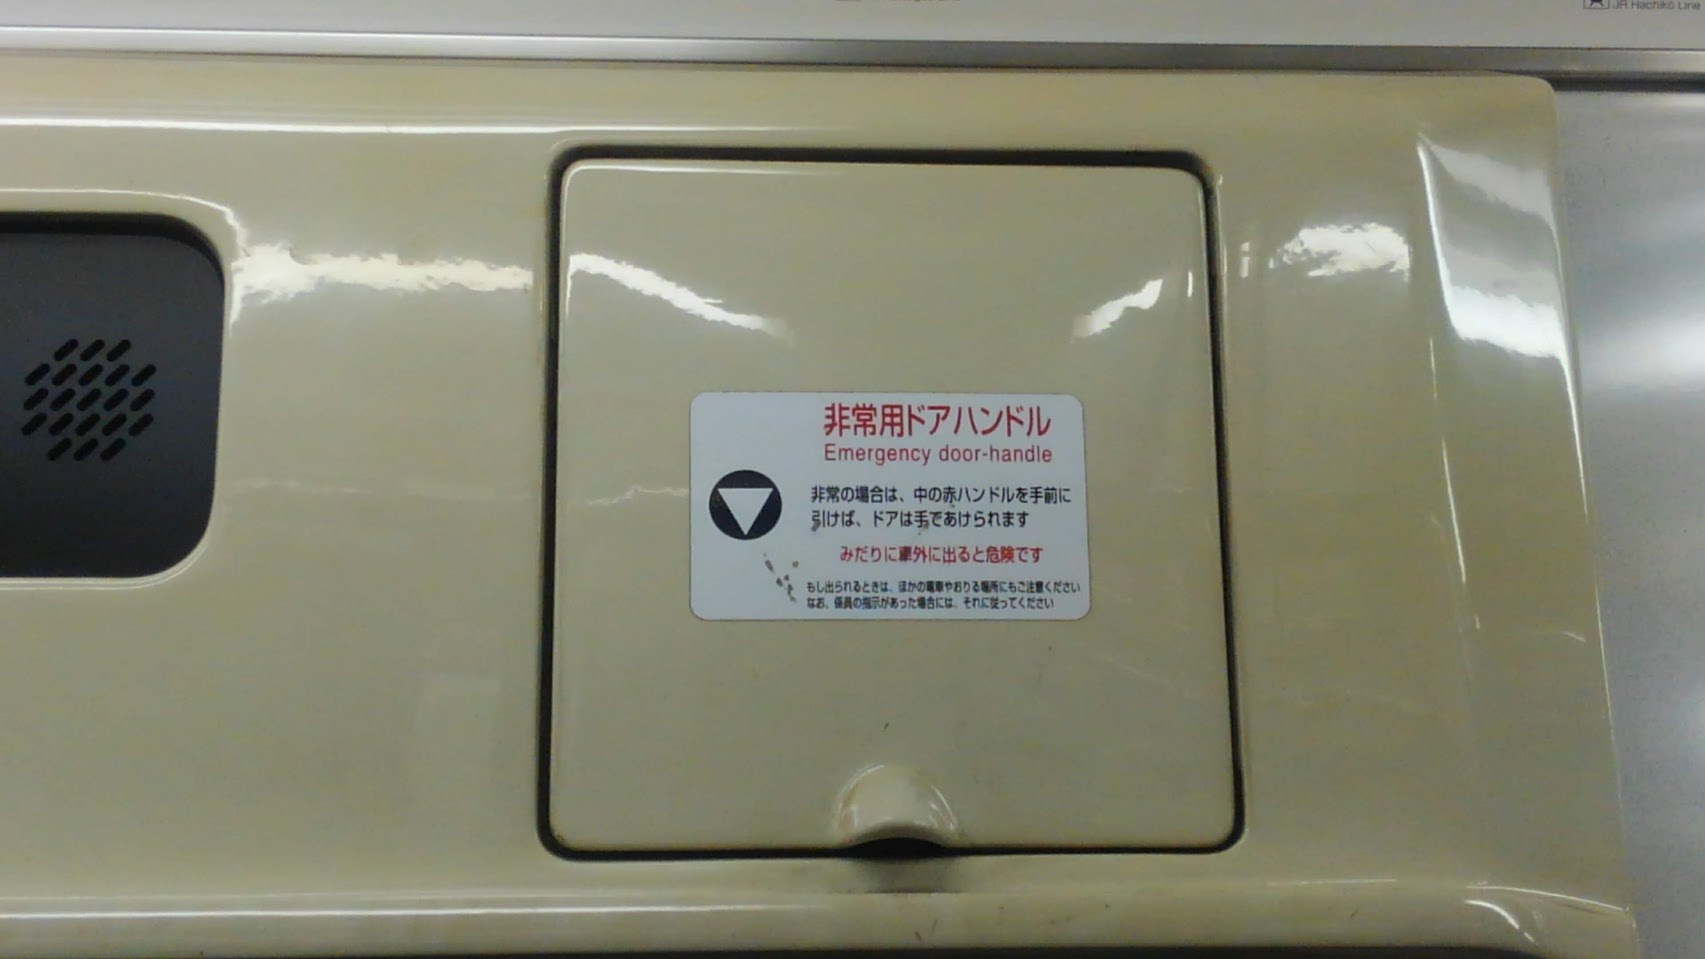 JR Hachikō Line
非常用ドアハンドル
Emergency door-handle
非常の場合は、中の赤ハンドルを手前に
引けば、ドアは手であけられます
みだりに車外に出ると危険です
もし出られるときは、ほかの電車やおりる場所にもご注意ください
なお、係員の指示があった場合には、それに従ってください